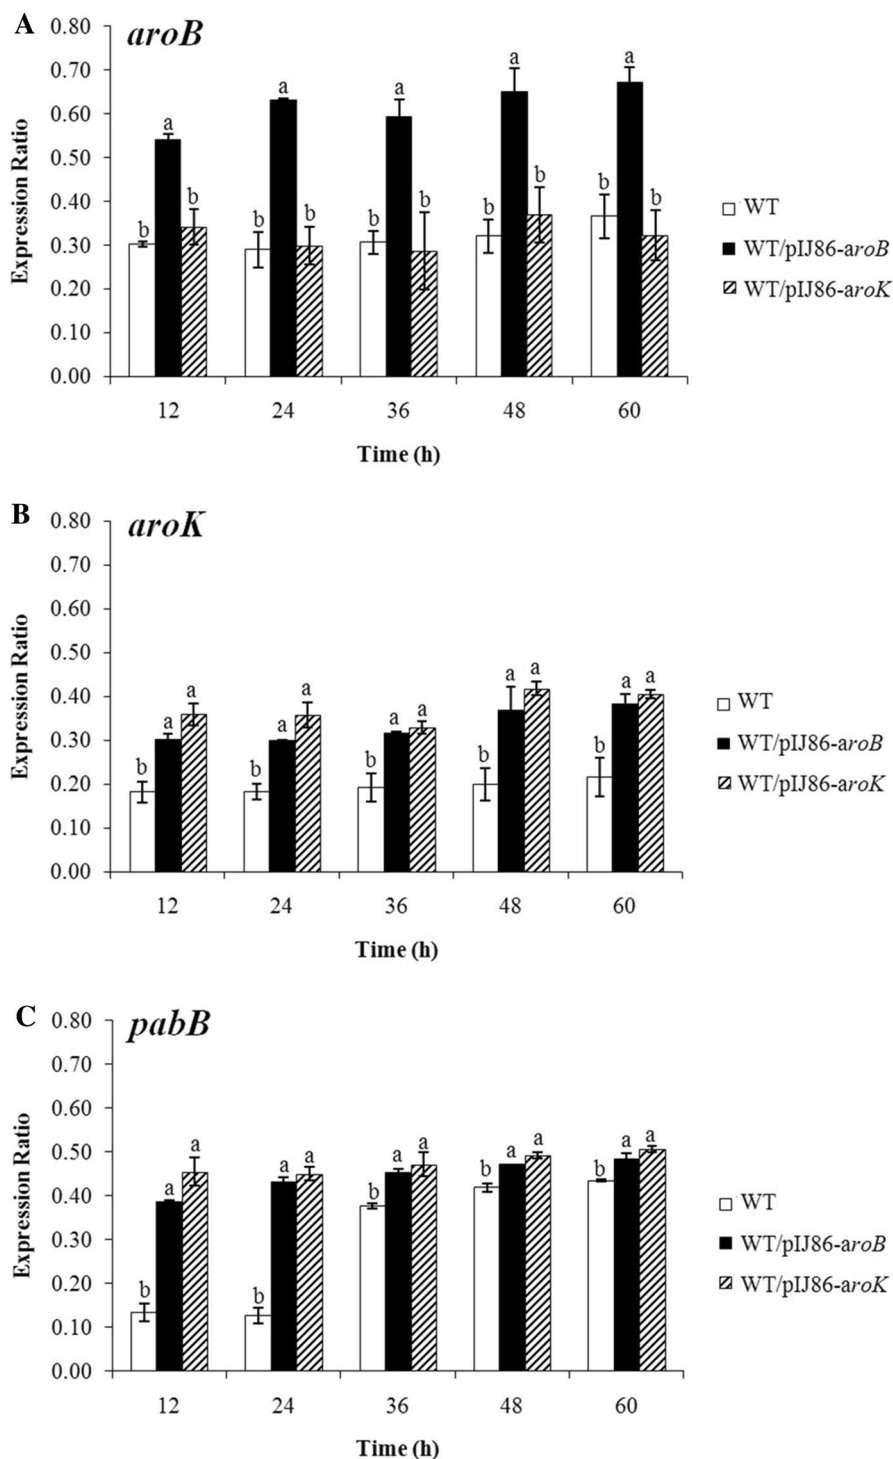 A
aroB
0.80
0.70
0.60
0.50
0.40
0.30
0.20
0.10
0.00
Expression Ratio
b a b
b a b
b a b
b a b
b a b
12 24 36 48 60
Time (h)
WT
WT/pIJ86-aroB
WT/pIJ86-aroK
B
aroK
0.80
0.70
0.60
0.50
0.40
0.30
0.20
0.10
0.00
Expression Ratio
b a a
b a a
b a a
b a a
b a a
12 24 36 48 60
Time (h)
WT
WT/pIJ86-aroB
WT/pIJ86-aroK
C
pabB
0.80
0.70
0.60
0.50
0.40
0.30
0.20
0.10
0.00
Expression Ratio
b a a
b a a
b a a
b a a
b a a
12 24 36 48 60
Time (h)
WT
WT/pIJ86-aroB
WT/pIJ86-aroK